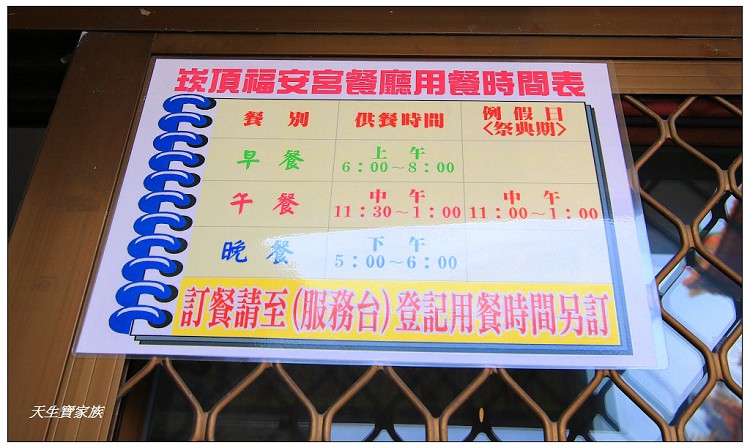 崁頂福安宮餐廳用餐時間表
餐別 供餐時間 例假日
<祭典期>
早餐 上午
6:00~8:00
午餐 中午 中午
11:30~1:00 11:00~1:00
晚餐 下午
5:00~6:00
訂餐請至(服務台)登記用餐時間另訂
天生寶家族